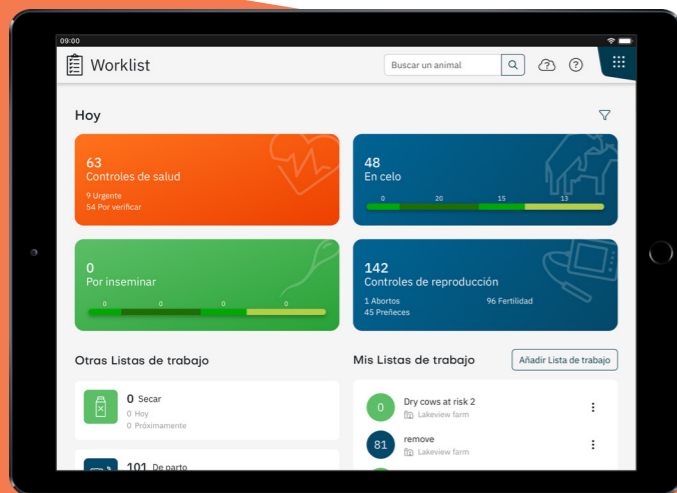 09:00
Worklist
Buscar un animal
Hoy
63
Controles de salud
9 Urgente
54 Por verificar
48
En celo
0 20 15 13
0
Por inseminar
0 0 0 0
142
Controles de reproducción
1 Abortos 96 Fertilidad
45 Preñeces
Otras Listas de trabajo
0 Secar
0 Hoy
0 Próximamente
101 De parto
Mis Listas de trabajo
Añadir Lista de trabajo
0
Dry cows at risk 2
Lakeview farm
81
remove
Lakeview farm